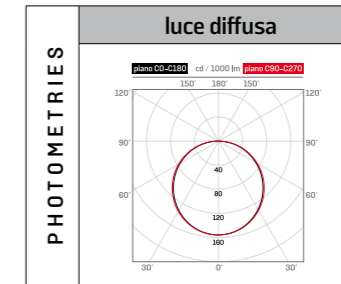 PHOTOMETRIES
luce diffusa
piano C0-C180 cd / 1000 lm piano C90-C270
150° 180° 150°
120° 120°
90° 90°
40
60° 80 60°
120
160
30° 0° 30°